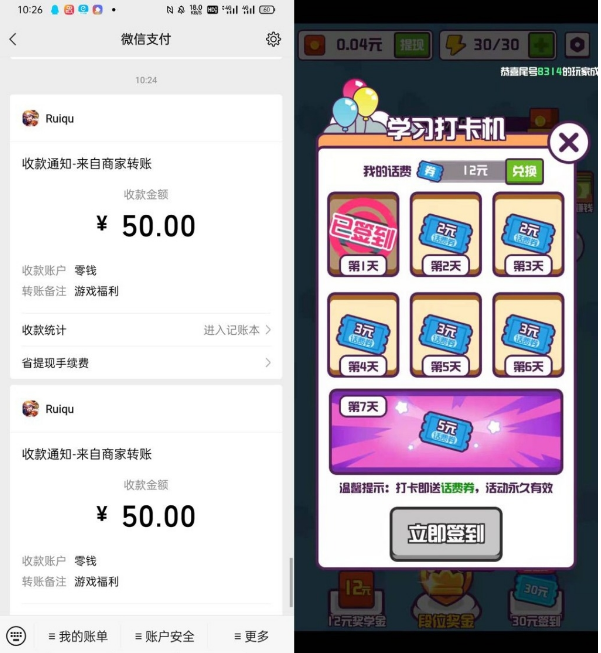 10:26
微信支付
10:24
Ruiqu
收款通知-来自商家转账
收款金额
¥ 50.00
收款账户 零钱
转账备注 游戏福利
收款统计 进入记账本
省提现手续费
Ruiqu
收款通知-来自商家转账
收款金额
¥ 50.00
收款账户 零钱
转账备注 游戏福利
我的账单 账户安全 更多
0.04元 提现 30/30
恭喜尾号8314的玩家成
学习打卡机
我的话费 券 12元 兑换
已签到
2元
话费券
2元
话费券
第1天 第2天 第3天
3元
话费券
3元
话费券
3元
话费券
第4天 第5天 第6天
第7天
5元
话费券
温馨提示：打卡即送话费券，活动永久有效
立即签到
12元 30元
12元奖学金 段位奖金 30元签到